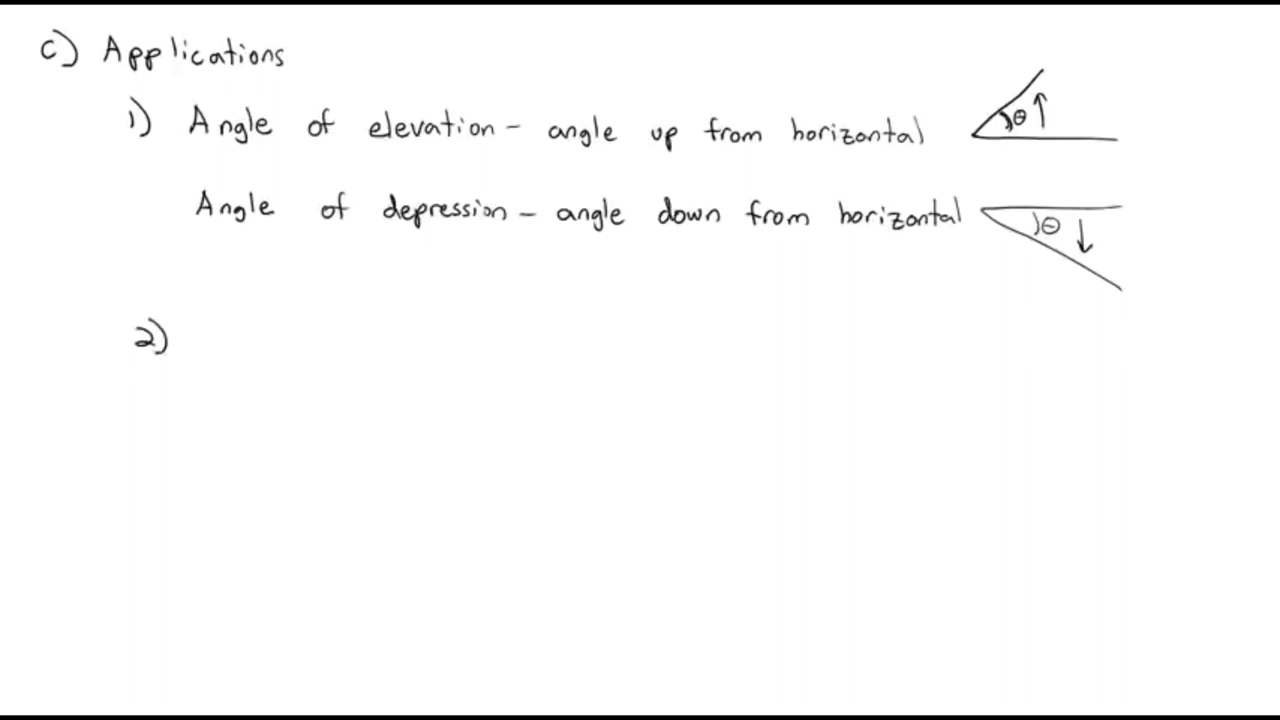 c) Applications
1) Angle of elevation - angle up from horizontal θ
Angle of depression - angle down from horizontal θ
2)